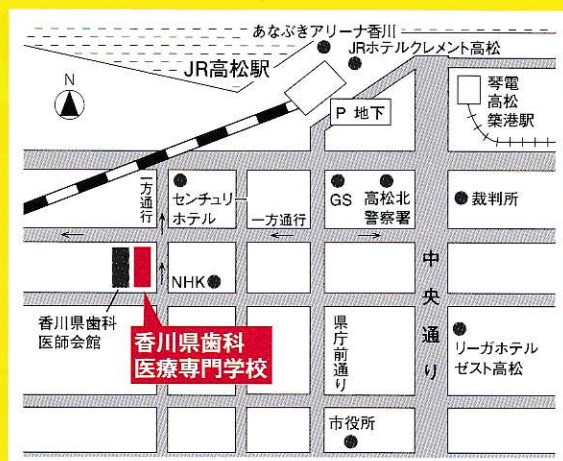 あなぶきアリーナ香川
JRホテルクレメント高松
JR高松駅
N
P 地下
琴電
高松
築港駅
一方通行
センチュリー
ホテル
一方通行
GS
高松北
警察署
裁判所
NHK
香川県歯科
医師会館
香川県歯科
医療専門学校
県庁前通り
中央通り
リーガホテル
ゼスト高松
市役所